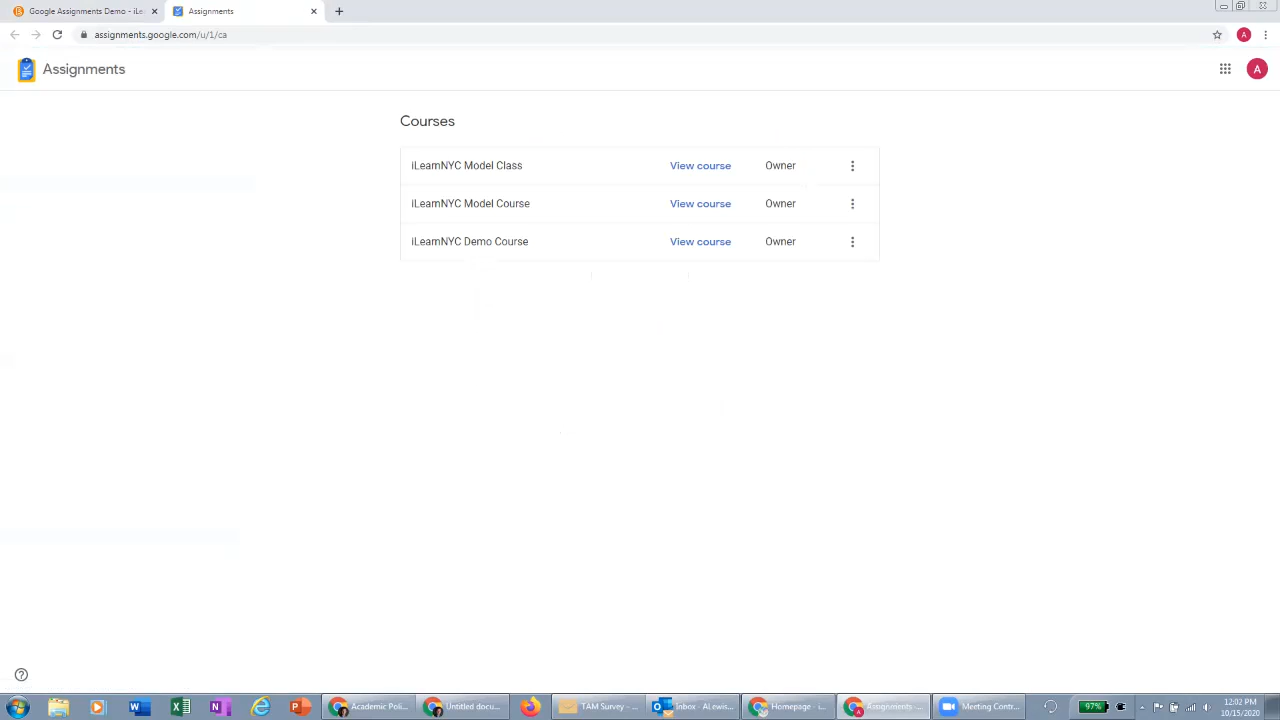 Google Assignments Demo - iLe
Assignments
assignments.google.com/u/1/ca
A
Assignments
A
Courses
iLearnNYC Model Class View course Owner
iLearnNYC Model Course View course Owner
iLearnNYC Demo Course View course Owner
Academic Poli...
Untitled docu...
TAM Survey - ...
Inbox - ALewis...
Homepage - i...
Assignments - ...
Meeting Contr...
97%
12:02 PM
10/15/2020